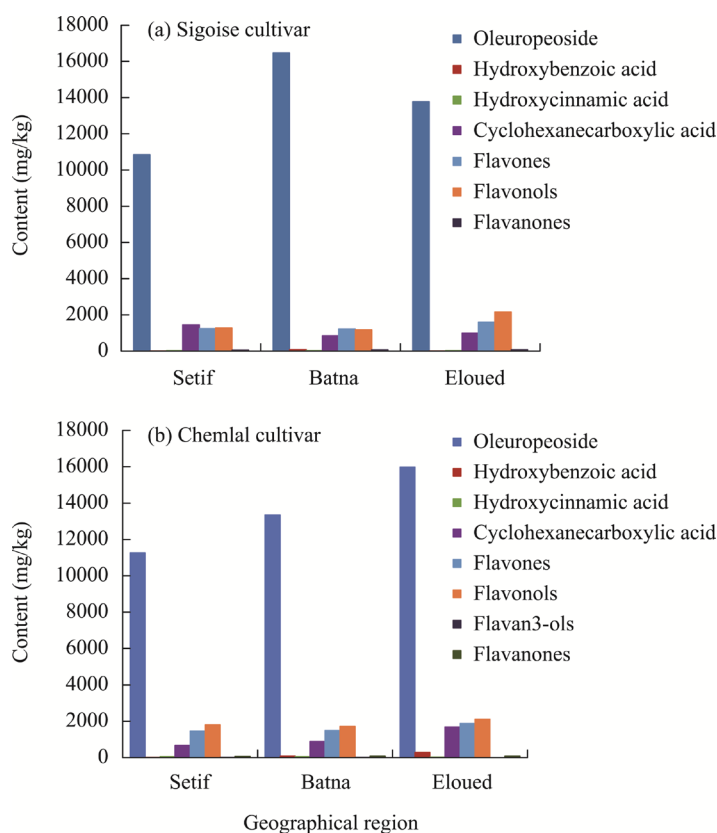 (a) Sigoise cultivar
18000
16000
14000
12000
10000
8000
6000
4000
2000
0
Content (mg/kg)
Oleuropeoside
Hydroxybenzoic acid
Hydroxycinnamic acid
Cyclohexanecarboxylic acid
Flavones
Flavonols
Flavanones
Setif Batna Eloued
(b) Chemlal cultivar
18000
16000
14000
12000
10000
8000
6000
4000
2000
0
Content (mg/kg)
Oleuropeoside
Hydroxybenzoic acid
Hydroxycinnamic acid
Cyclohexanecarboxylic acid
Flavones
Flavonols
Flavan3-ols
Flavanones
Setif Batna Eloued
Geographical region